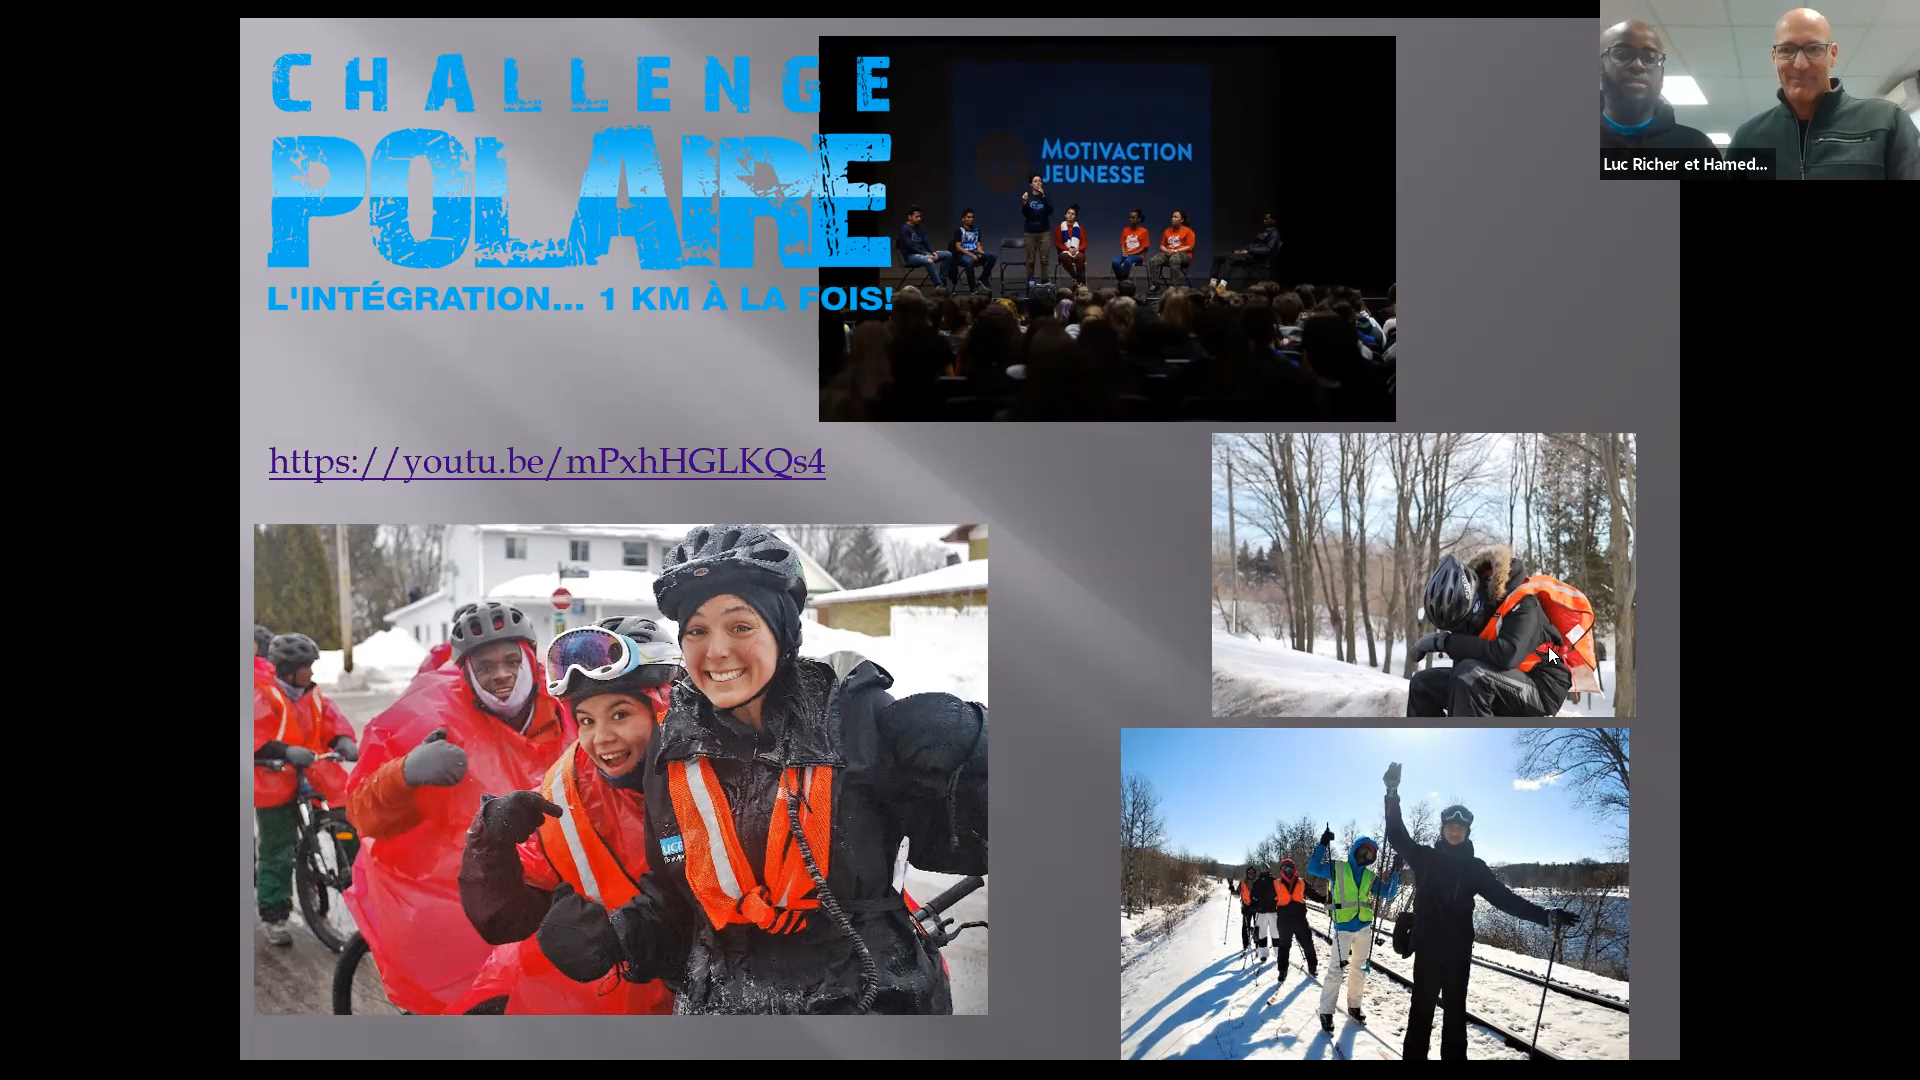 CHALLENGE
POLAIRE
L'INTÉGRATION... 1 KM À LA FOIS!
MOTIVACTION
JEUNESSE
Luc Richer et Hamed...
https://youtu.be/mPxhHGLKQs4